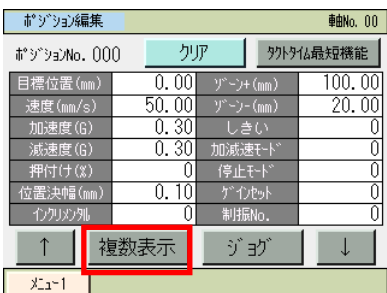 ﾎﾟｼﾞｼｮﾝ編集 軸No. 00
ﾎﾟｼﾞｼｮﾝNo. 000 ｸﾘｱ ﾀｸﾄﾀｲﾑ最短機能
目標位置(mm) 0.00 ｿﾞｰﾝ+(mm) 100.00
速度(mm/s) 50.00 ｿﾞｰﾝ-(mm) 20.00
加速度(G) 0.30 しきい 0
減速度(G) 0.30 加減速ﾓｰﾄﾞ 0
押付け(%) 0 停止ﾓｰﾄﾞ 0
位置決幅(mm) 0.10 ｹﾞｲﾝｾｯﾄ 0
ｲﾝｸﾘﾒﾝﾀﾙ 0 制振No. 0
↑ 複数表示 ｼﾞｮｸﾞ ↓
ﾒﾆｭｰ1